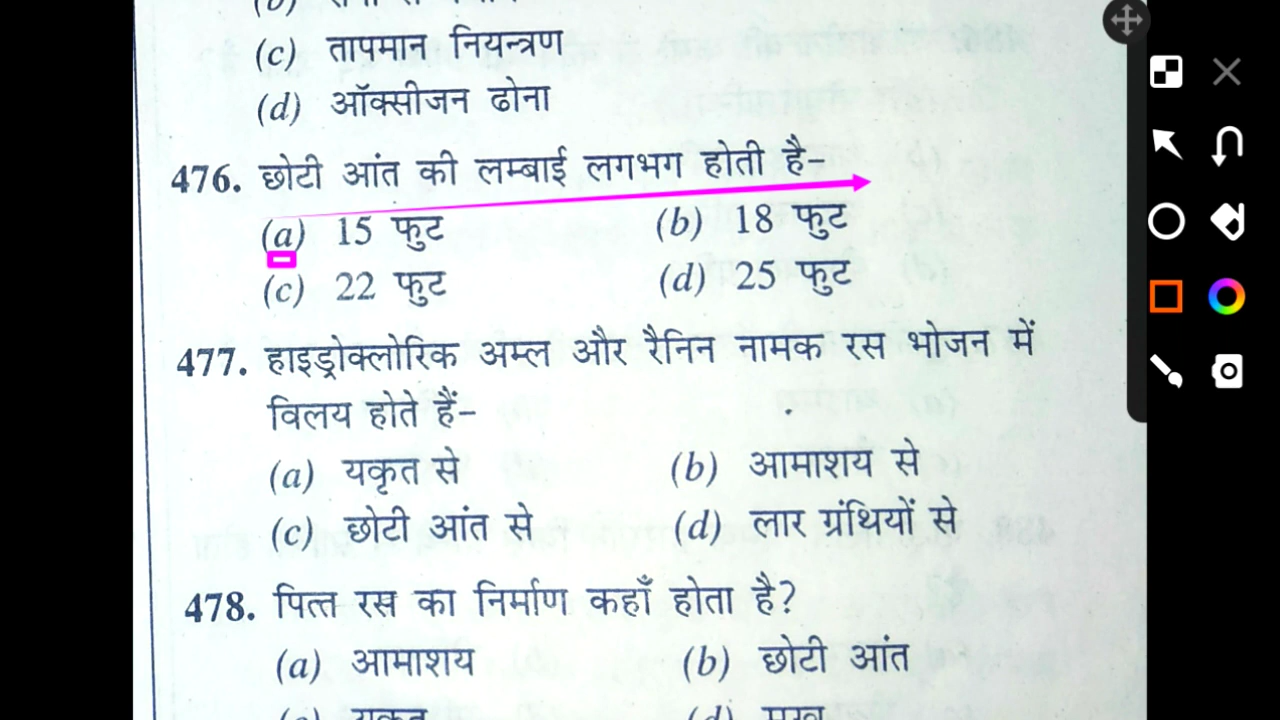 (c) तापमान नियन्त्रण
(d) ऑक्सीजन ढोना
476. छोटी आंत की लम्बाई लगभग होती है–
(a) 15 फुट (b) 18 फुट
(c) 22 फुट (d) 25 फुट
477. हाइड्रोक्लोरिक अम्ल और रैनिन नामक रस भोजन में
विलय होते हैं–
(a) यकृत से (b) आमाशय से
(c) छोटी आंत से (d) लार ग्रंथियों से
478. पित्त रस का निर्माण कहाँ होता है?
(a) आमाशय (b) छोटी आंत